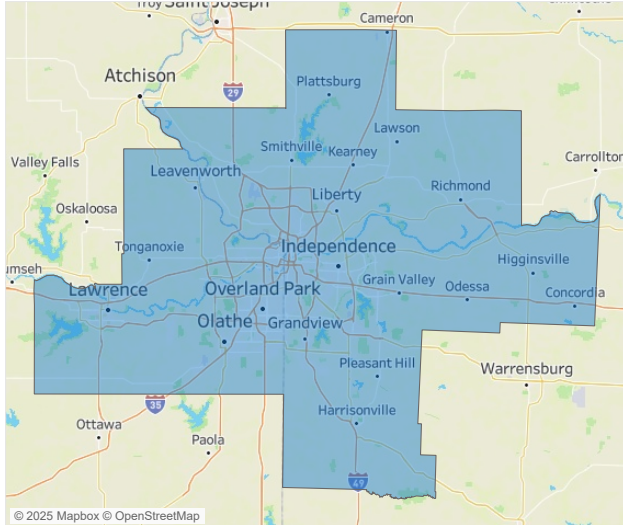 Troy
Saint Joseph
Cameron
Atchison
29
Plattsburg
Lawson
Smithville
Kearney
Carrollton
Valley Falls
Leavenworth
Richmond
Liberty
Oskaloosa
Tonganoxie
Independence
Higginsville
umseh
Lawrence
Overland Park
Grain Valley
Odessa
Concordia
Olathe
Grandview
Pleasant Hill
Warrensburg
35
Harrisonville
Ottawa
Paola
49
© 2025 Mapbox © OpenStreetMap